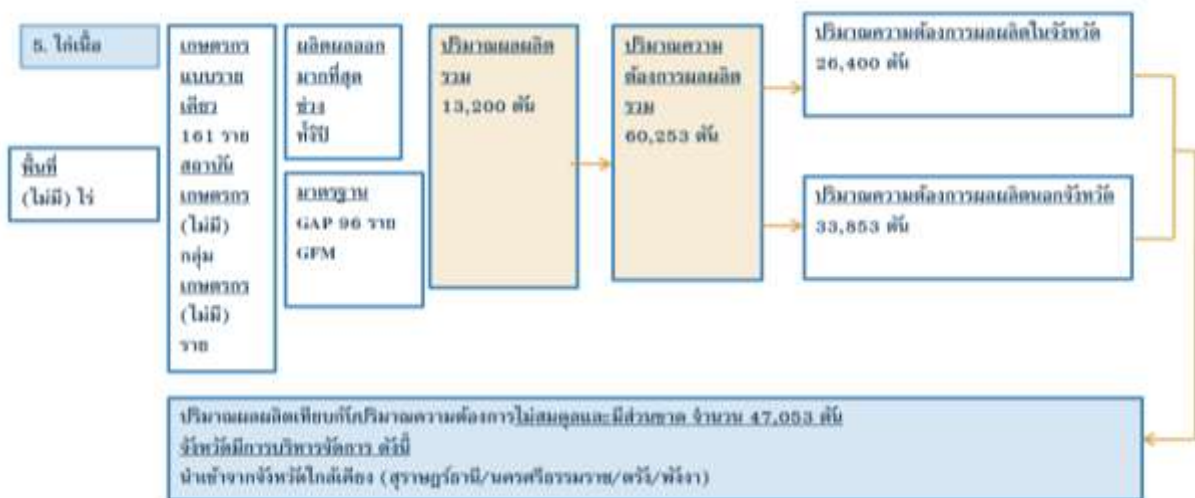 5. ไก่เนื้อ
พื้นที่
(ไม่มี) ไร่
เกษตรกร
แบบราย
เดียว
161 ราย
สถาบัน
เกษตรกร
(ไม่มี)
กลุ่ม
เกษตรกร
(ไม่มี)
ราย
ผลิตผลออก
มากที่สุด
ช่วง
ทั้งปี
มาตรฐาน
GAP 96 ราย
GFM
ปริมาณผลผลิต
รวม
13,200 ตัน
ปริมาณความ
ต้องการผลผลิต
รวม
60,253 ตัน
ปริมาณความต้องการผลผลิตในจังหวัด
26,400 ตัน
ปริมาณความต้องการผลผลิตนอกจังหวัด
33,853 ตัน
ปริมาณผลผลิตเทียบกับปริมาณความต้องการไม่สมดุลและมีส่วนขาด จำนวน 47,053 ตัน
จังหวัดมีการบริหารจัดการ ดังนี้
นำเข้าจากจังหวัดใกล้เคียง (สุราษฎร์ธานี/นครศรีธรรมราช/ตรัง/พังงา)